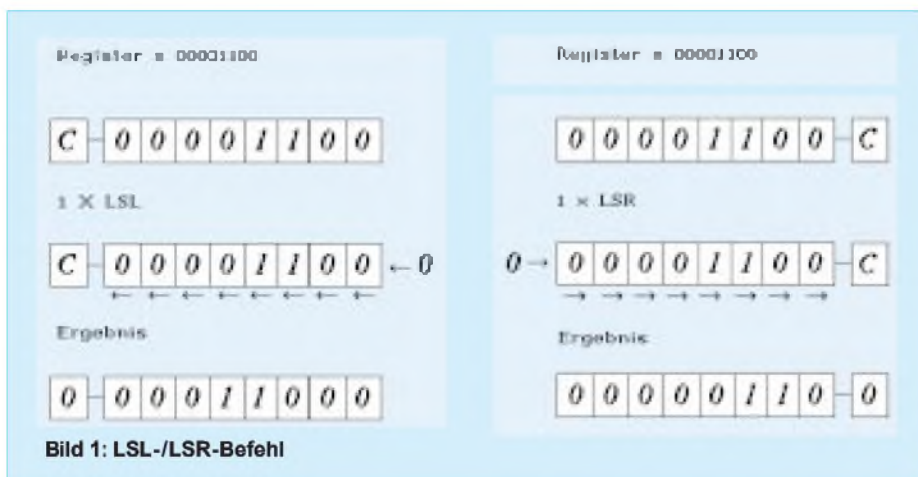 Register = 00001100
C 0 0 0 0 1 1 0 0
1 X LSL
C 0 0 0 0 1 1 0 0 ← 0
← ← ← ← ← ← ← ←
Ergebnis
0 0 0 0 1 1 0 0 0
Register = 00001100
0 0 0 0 1 1 0 0 C
1 × LSR
0 → 0 0 0 0 1 1 0 0 C
→ → → → → → → →
Ergebnis
0 0 0 0 0 1 1 0 0
Bild 1: LSL-/LSR-Befehl